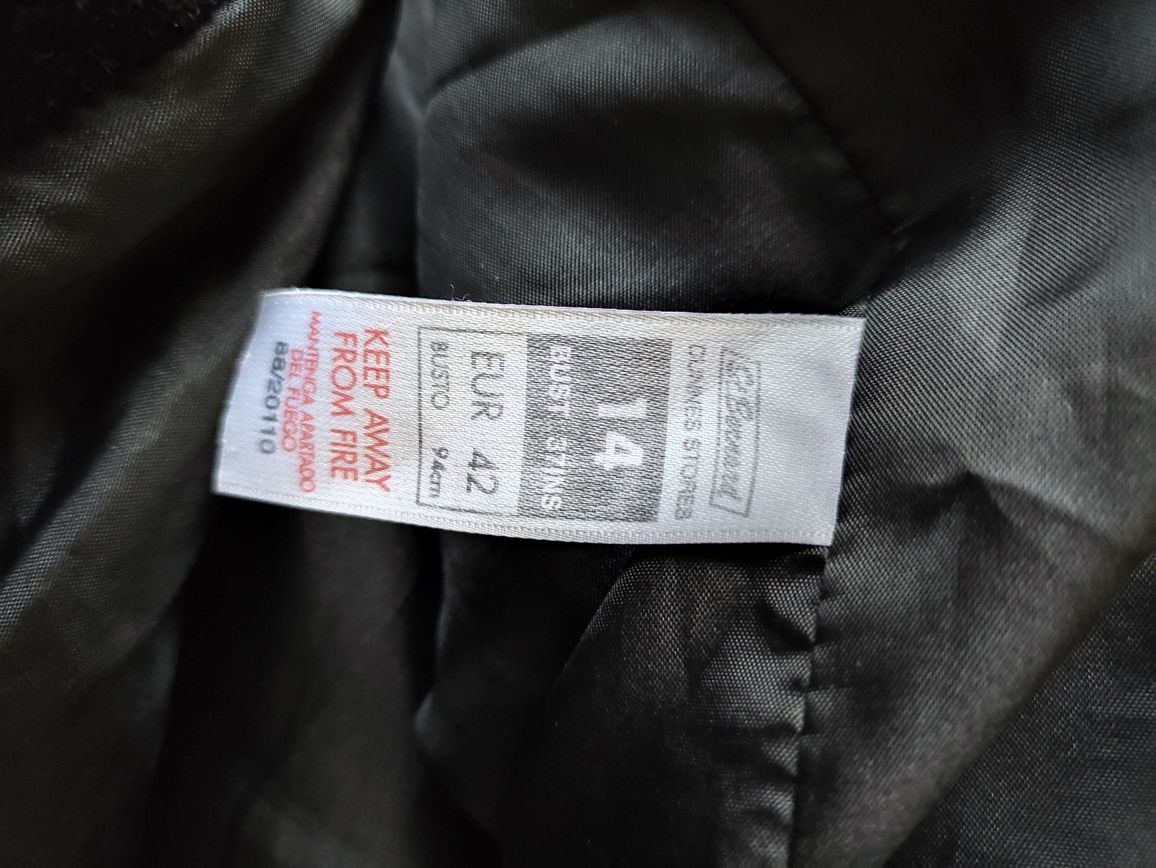 St. Bernard
DUNNES STORES
14
BUST 37INS
EUR 42
BUSTO 94cm
KEEP AWAY
FROM FIRE
MANTENGA APARTADO
DEL FUEGO
88/20110